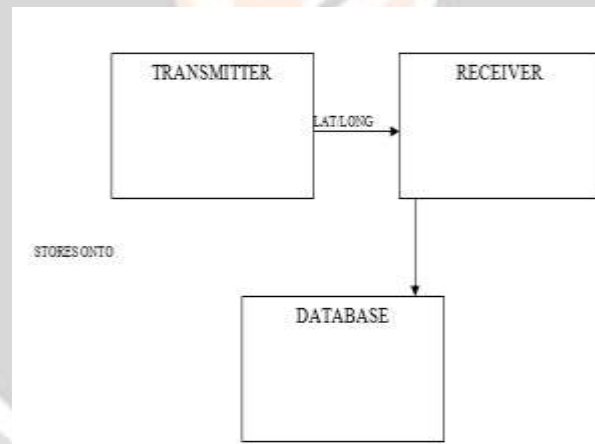 TRANSMITTER
RECEIVER
LAT/LONG
STORES ONTO
DATABASE